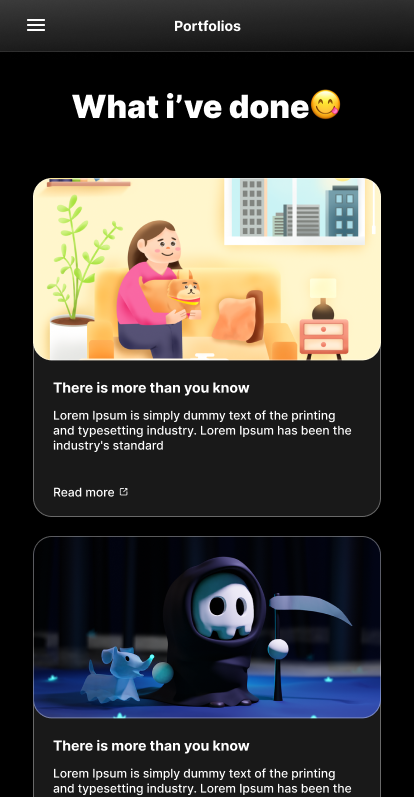 Portfolios
What i’ve done😋
There is more than you know
Lorem Ipsum is simply dummy text of the printing
and typesetting industry. Lorem Ipsum has been the
industry's standard
Read more
There is more than you know
Lorem Ipsum is simply dummy text of the printing
and typesetting industry. Lorem Ipsum has been the